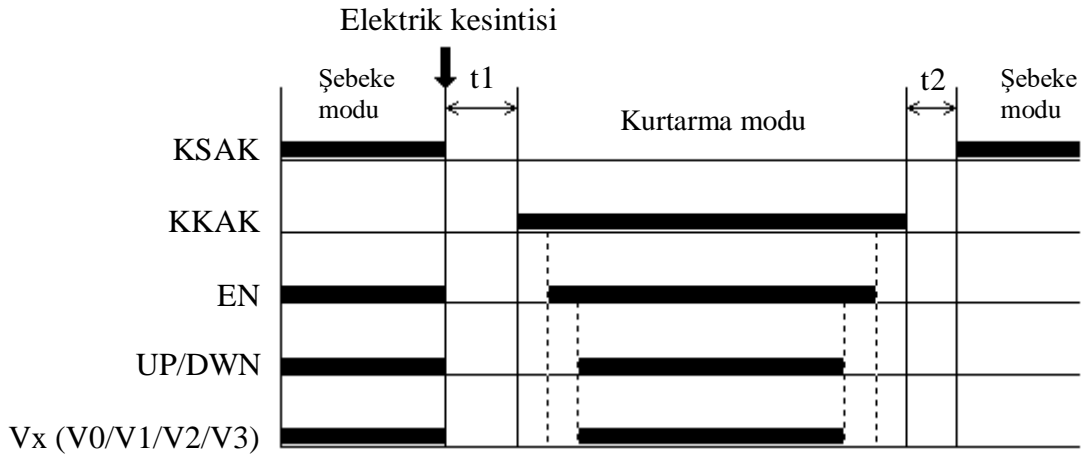 Elektrik kesintisi
Şebeke
modu
t1
Kurtarma modu
t2
Şebeke
modu
KSAK
KKAK
EN
UP/DWN
Vx (V0/V1/V2/V3)